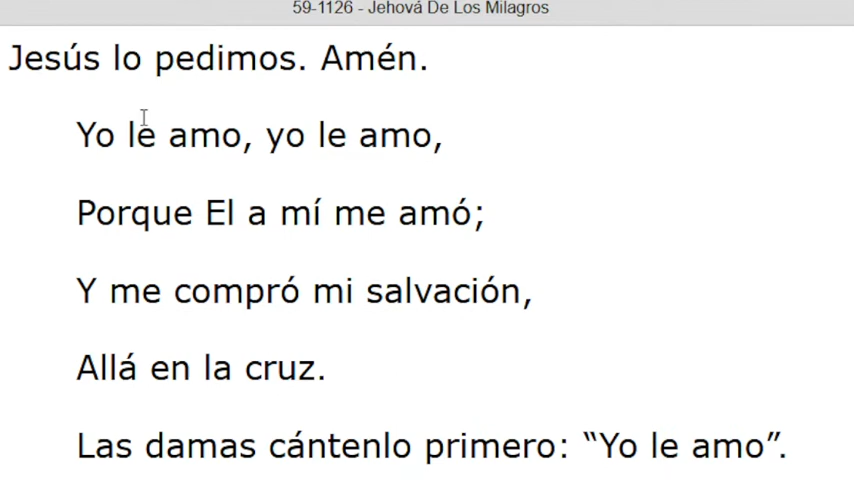 59-1126 - Jehová De Los Milagros
Jesús lo pedimos. Amén.
Yo le amo, yo le amo,
Porque El a mí me amó;
Y me compró mi salvación,
Allá en la cruz.
Las damas cántenlo primero: “Yo le amo”.